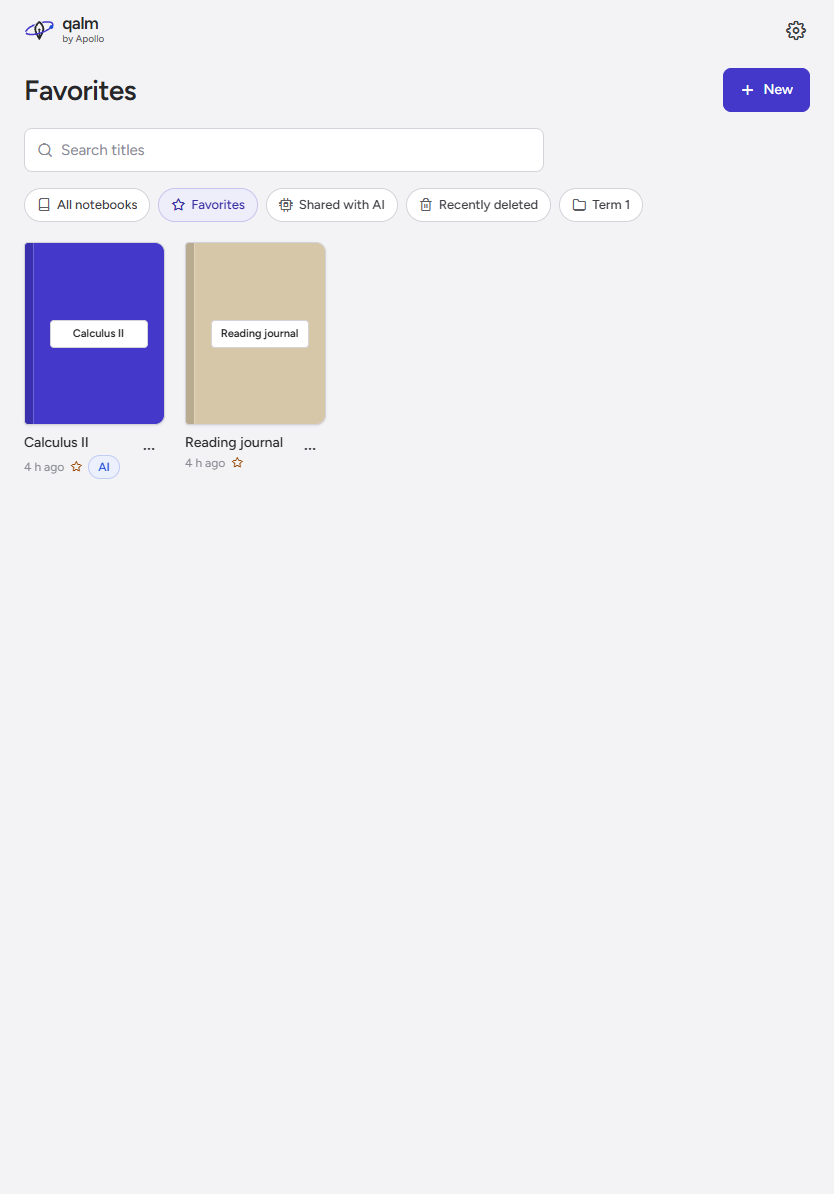 qalm
by Apollo
Favorites
New
Search titles
All notebooks
Favorites
Shared with AI
Recently deleted
Term 1
Calculus II
Reading journal
Calculus II
...
Reading journal
...
4 h ago
AI
4 h ago